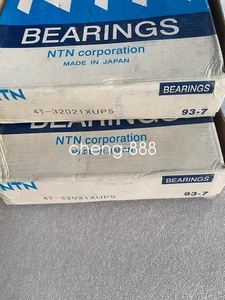 NTN
BEARINGS
NTN corporation
MADE IN JAPAN
BEARINGS
NTN
4T-32021XUP5
93-7
cheng-888
BEARINGS
NTN corporation
BEARINGS
NTN
4T-32021XUP5
93-7